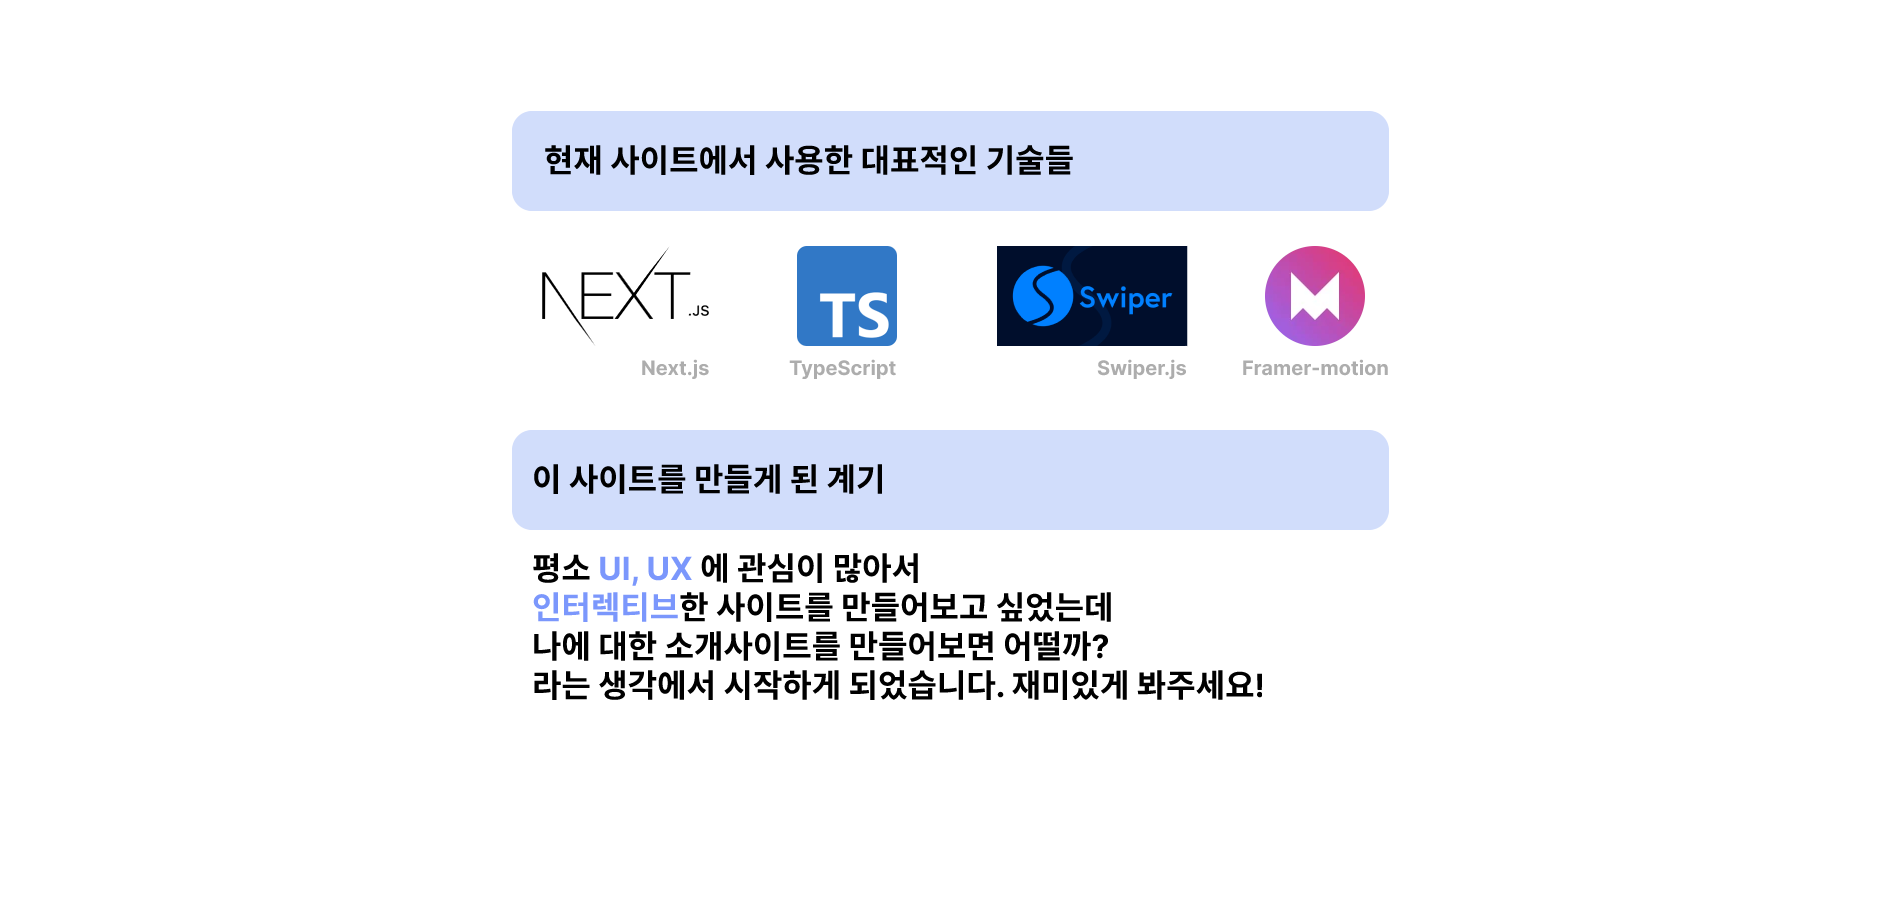 현재 사이트에서 사용한 대표적인 기술들
NEXT.JS
TS
Swiper
Next.js
TypeScript
Swiper.js
Framer-motion
이 사이트를 만들게 된 계기
평소 UI, UX 에 관심이 많아서
인터렉티브한 사이트를 만들어보고 싶었는데
나에 대한 소개사이트를 만들어보면 어떨까?
라는 생각에서 시작하게 되었습니다. 재미있게 봐주세요!